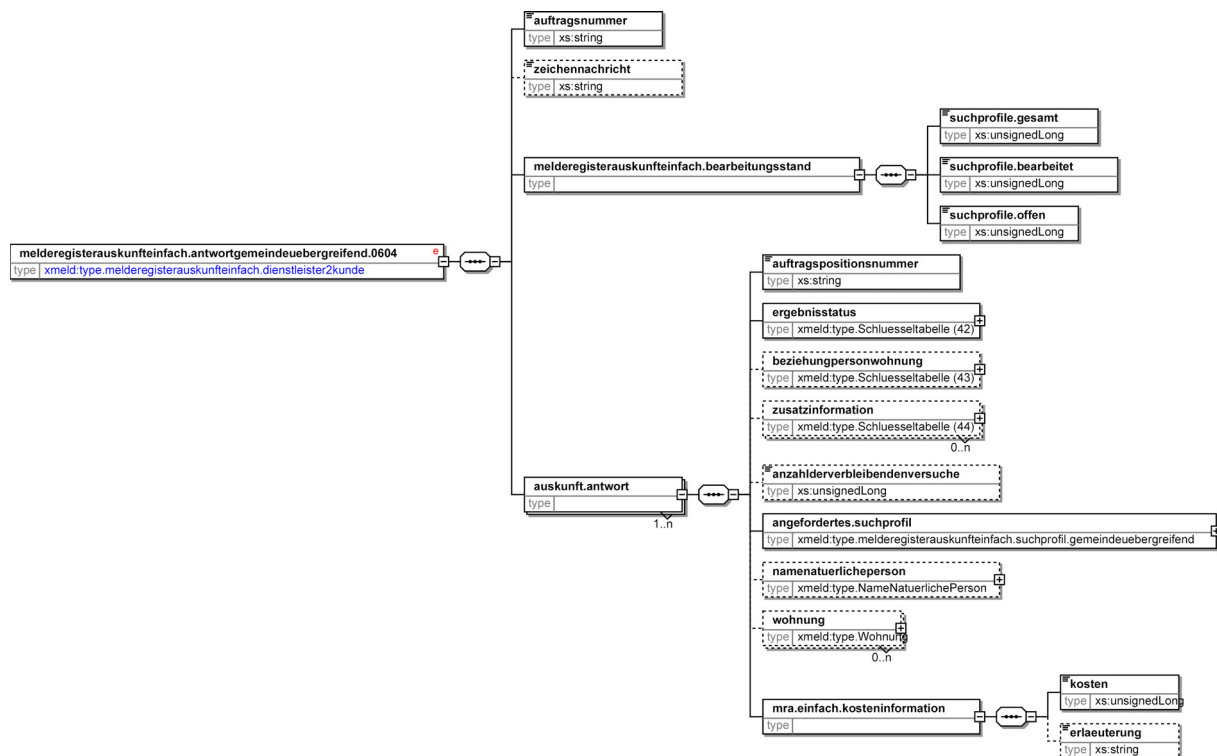 auftragsnummer
type xs:string
zeichennachricht
type xs:string
suchprofile.gesamt
type xs:unsignedLong
melderegisterauskunfteinfach.bearbeitungsstand
type
suchprofile.bearbeitet
type xs:unsignedLong
suchprofile.offen
type xs:unsignedLong
melderegisterauskunfteinfach.antwortgemeindeuebergreifend.0604 e
type xmeld:type.melderegisterauskunfteinfach.dienstleister2kunde
auftragspositionsnummer
type xs:string
ergebnisstatus
type xmeld:type.Schluesseltabelle (42)
beziehungpersonwohnung
type xmeld:type.Schluesseltabelle (43)
zusatzinformation
type xmeld:type.Schluesseltabelle (44)
0..n
anzahlderverbleibendenversuche
type xs:unsignedLong
auskunft.antwort
type
1..n
angefordertes.suchprofil
type xmeld:type.melderegisterauskunfteinfach.suchprofil.gemeindeuebergreifend
namenatuerlicheperson
type xmeld:type.NameNatuerlichePerson
wohnung
type xmeld:type.Wohnung
0..n
mra.einfach.kosteninformation
type
kosten
type xs:unsignedLong
erlaeuterung
type xs:string